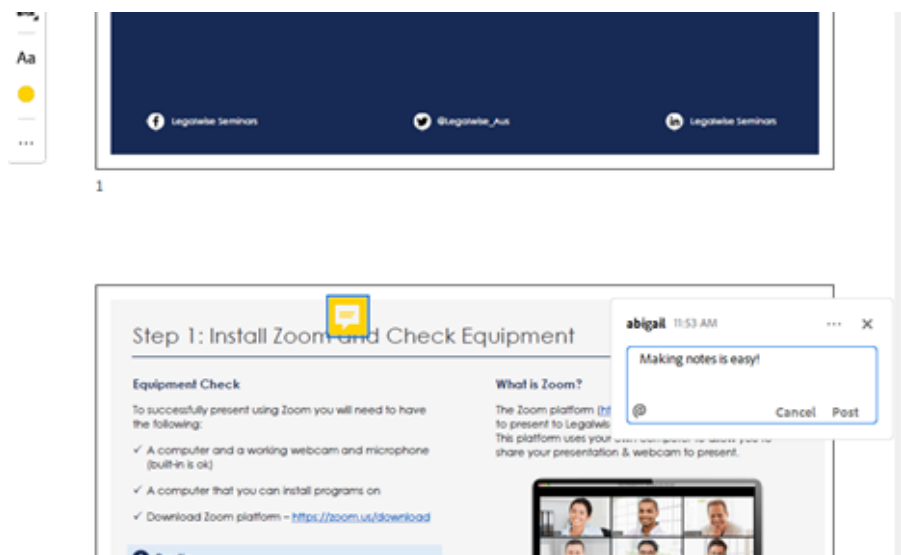 Aa
...
Legalwise Seminars
@Legalwise_Aus
Legalwise Seminars
1
Step 1: Install Zoom and Check Equipment
Equipment Check
To successfully present using Zoom you will need to have
the following:
✓ A computer and a working webcam and microphone
(built-in is ok)
✓ A computer that you can install programs on
✓ Download Zoom platform – https://zoom.us/download
What is Zoom?
The Zoom platform (ht
to present to Legalwis
This platform uses your own computer to allow you to
share your presentation & webcam to present.
abigail 11:53 AM
...
Making notes is easy!
@
Cancel Post